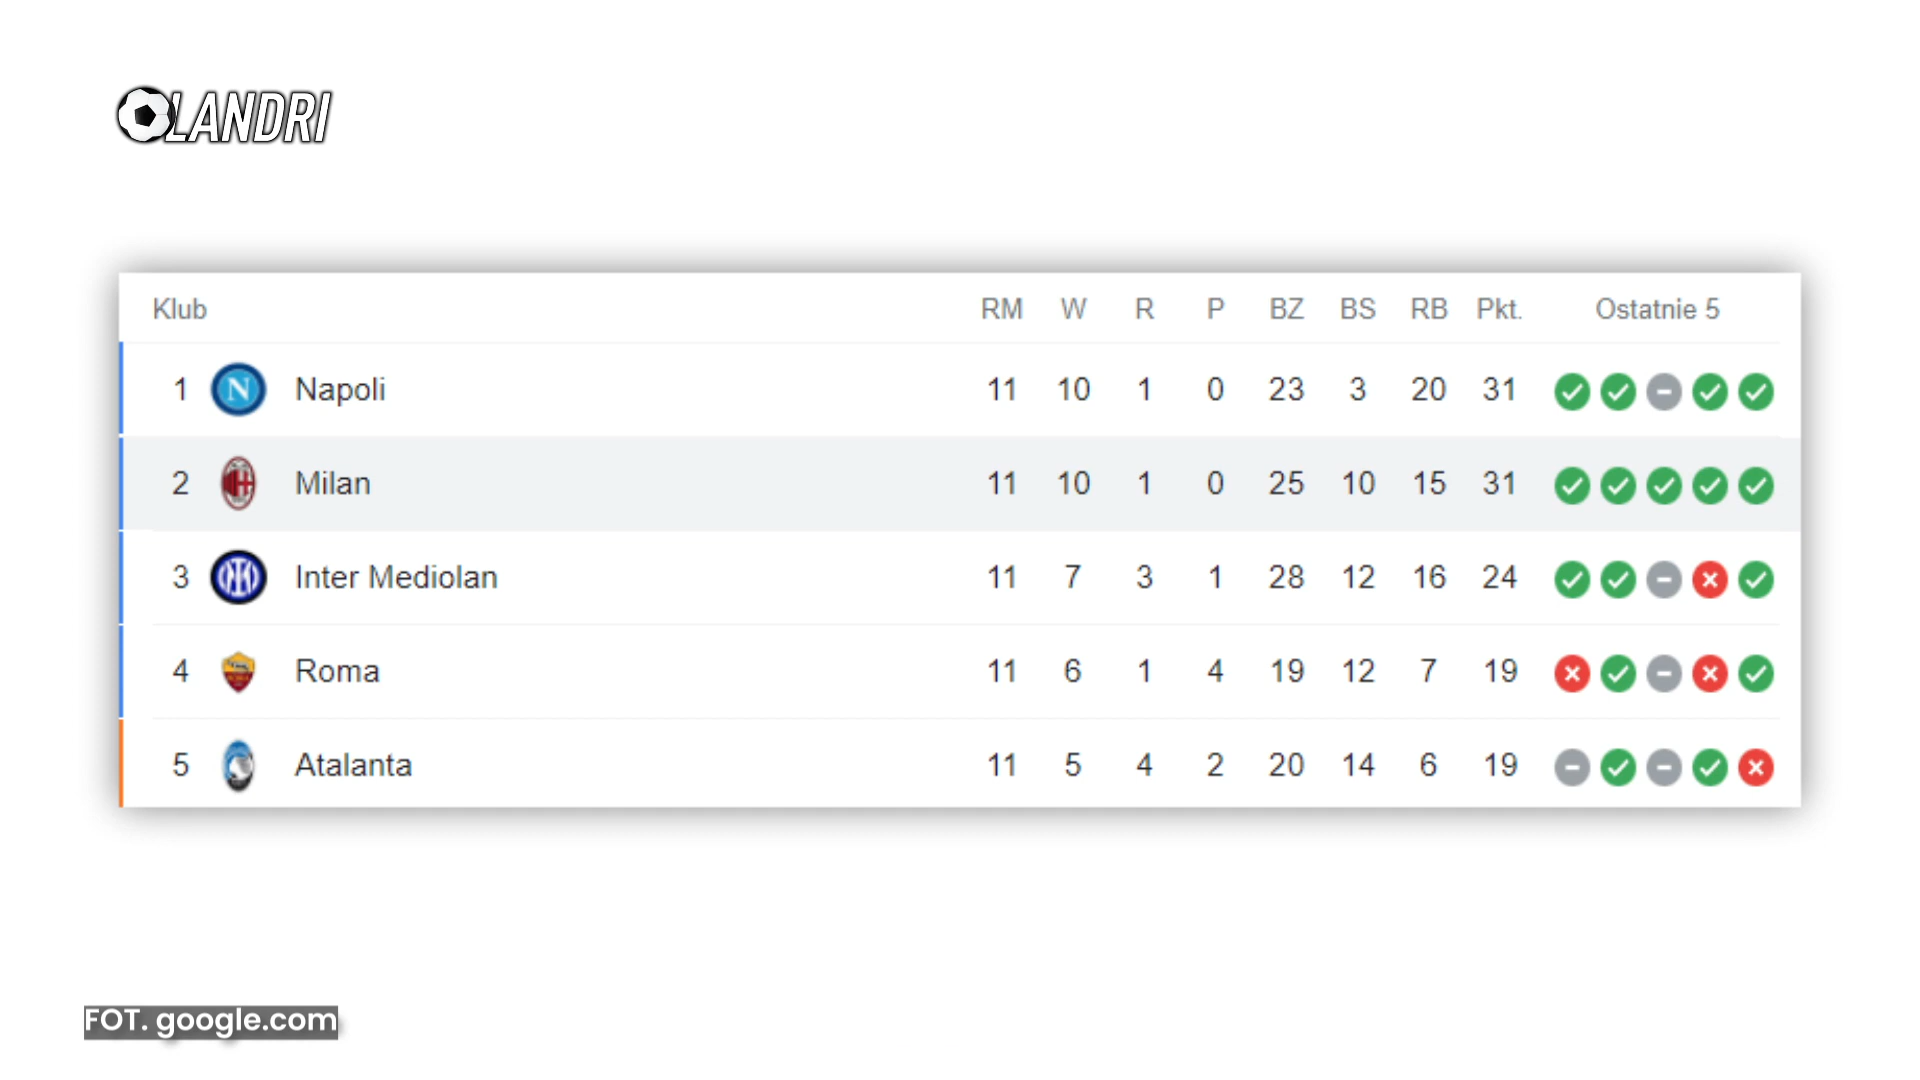 OLANDRI
Klub RM W R P BZ BS RB Pkt. Ostatnie 5
1 N Napoli 11 10 1 0 23 3 20 31
2 Milan 11 10 1 0 25 10 15 31
3 Inter Mediolan 11 7 3 1 28 12 16 24
4 Roma 11 6 1 4 19 12 7 19
5 Atalanta 11 5 4 2 20 14 6 19
FOT. google.com